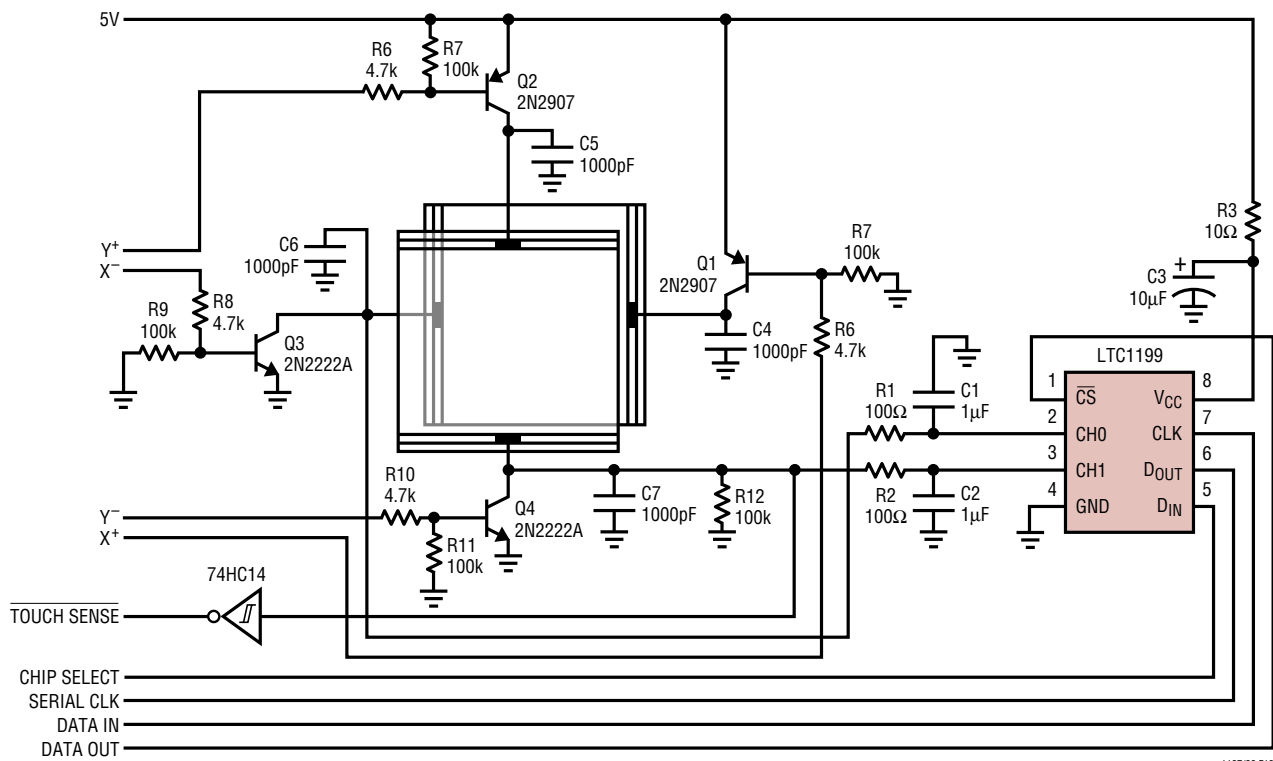 5V
R6
4.7k
R7
100k
Q2
2N2907
C5
1000pF
Y+
X−
C6
1000pF
R9
100k
R8
4.7k
Q3
2N2222A
Q1
2N2907
R7
100k
C4
1000pF
R6
4.7k
R3
10Ω
+
C3
10µF
LTC1199
R1
100Ω
C1
1µF
1
CS
VCC
8
2
CH0
CLK
7
3
CH1
DOUT
6
4
GND
DIN
5
R10
4.7k
Q4
2N2222A
C7
1000pF
R12
100k
R2
100Ω
C2
1µF
Y−
X+
R11
100k
74HC14
TOUCH SENSE
CHIP SELECT
SERIAL CLK
DATA IN
DATA OUT